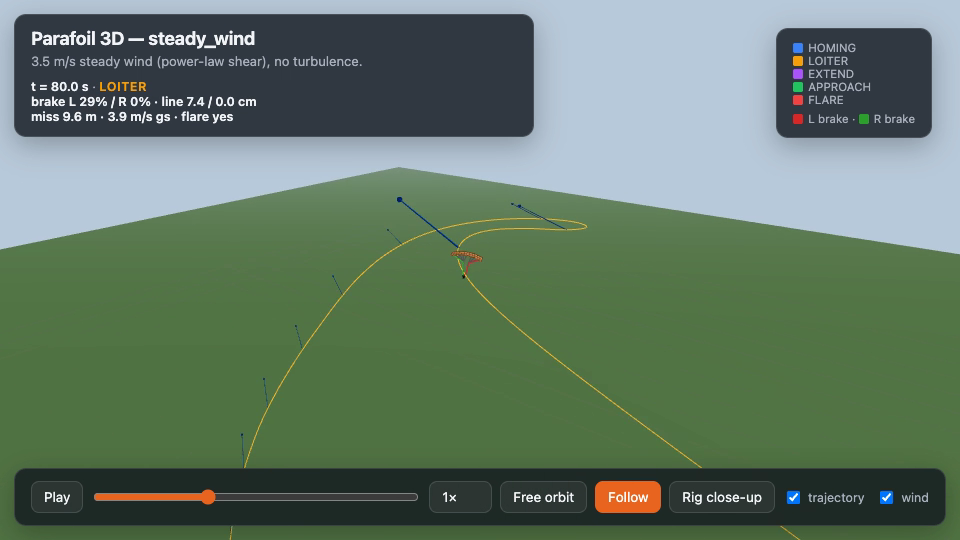 Parafoil 3D — steady_wind
3.5 m/s steady wind (power-law shear), no turbulence.
t = 80.0 s · LOITER
brake L 29% / R 0% · line 7.4 / 0.0 cm
miss 9.6 m · 3.9 m/s gs · flare yes
HOMING
LOITER
EXTEND
APPROACH
FLARE
L brake · R brake
Play 1× Free orbit Follow Rig close-up trajectory wind